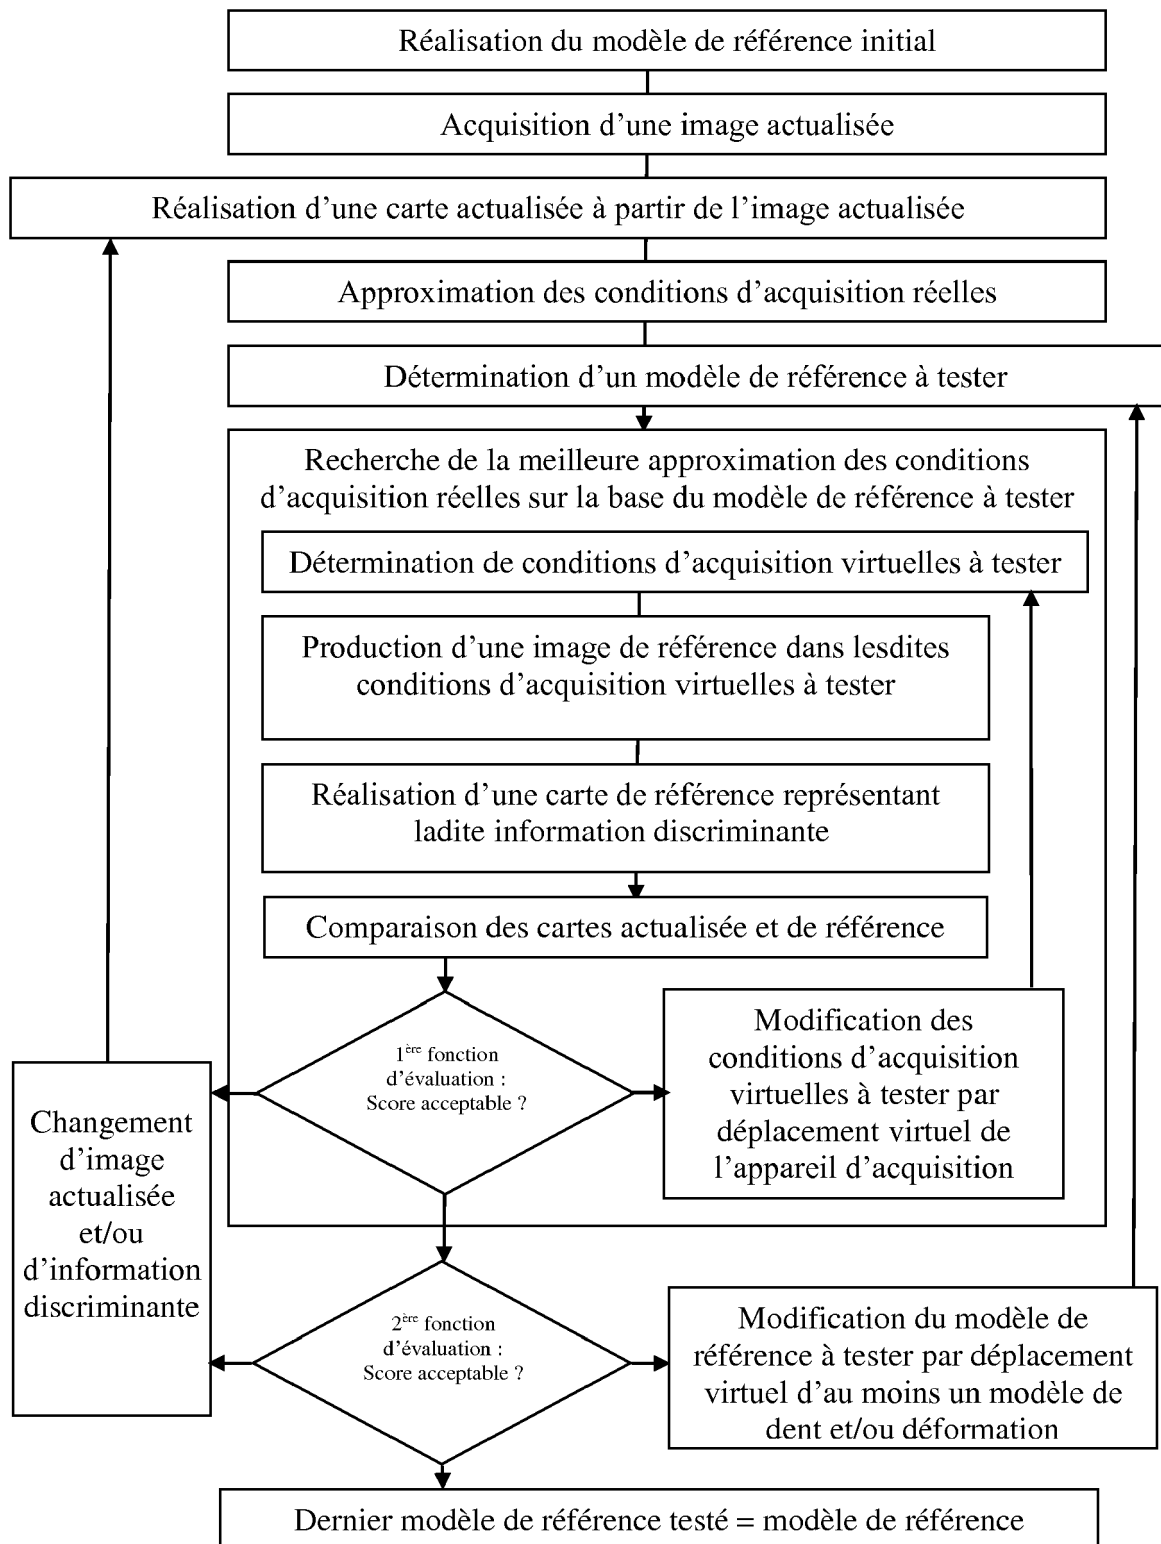 Réalisation du modèle de référence initial
Acquisition d’une image actualisée
Réalisation d’une carte actualisée à partir de l’image actualisée
Approximation des conditions d’acquisition réelles
Détermination d’un modèle de référence à tester
Recherche de la meilleure approximation des conditions
d’acquisition réelles sur la base du modèle de référence à tester
Détermination de conditions d’acquisition virtuelles à tester
Production d’une image de référence dans lesdites
conditions d’acquisition virtuelles à tester
Réalisation d’une carte de référence représentant
ladite information discriminante
Comparaison des cartes actualisée et de référence
1ère fonction
d’évaluation :
Score acceptable ?
Modification des
conditions d’acquisition
virtuelles à tester par
déplacement virtuel de
l’appareil d’acquisition
Changement
d’image
actualisée
et/ou
d’information
discriminante
2ère fonction
d’évaluation :
Score acceptable ?
Modification du modèle de
référence à tester par déplacement
virtuel d’au moins un modèle de
dent et/ou déformation
Dernier modèle de référence testé = modèle de référence